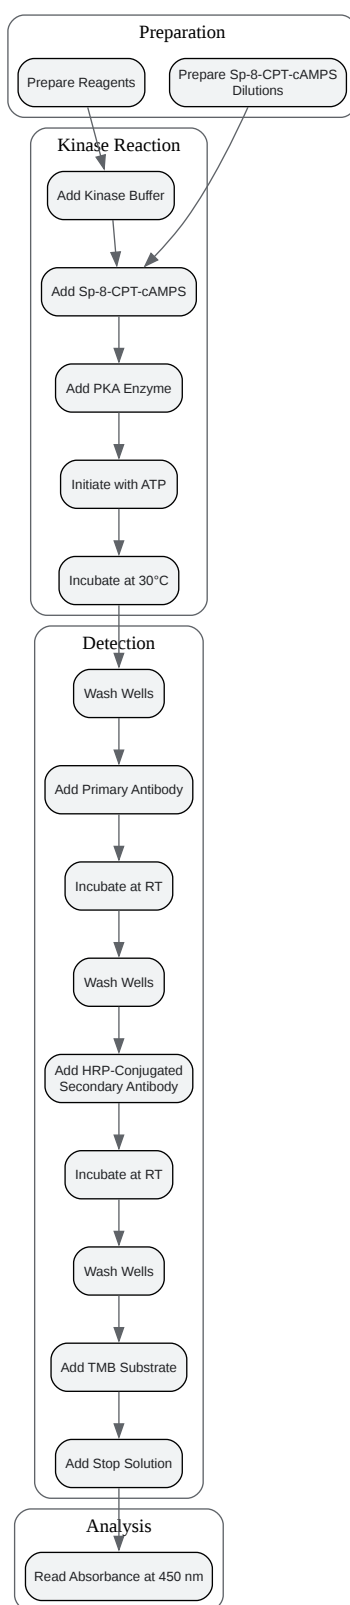 Preparation
Prepare Reagents
Prepare Sp-8-CPT-cAMPS
Dilutions
Kinase Reaction
Add Kinase Buffer
Add Sp-8-CPT-cAMPS
Add PKA Enzyme
Initiate with ATP
Incubate at 30°C
Detection
Wash Wells
Add Primary Antibody
Incubate at RT
Wash Wells
Add HRP-Conjugated
Secondary Antibody
Incubate at RT
Wash Wells
Add TMB Substrate
Add Stop Solution
Analysis
Read Absorbance at 450 nm